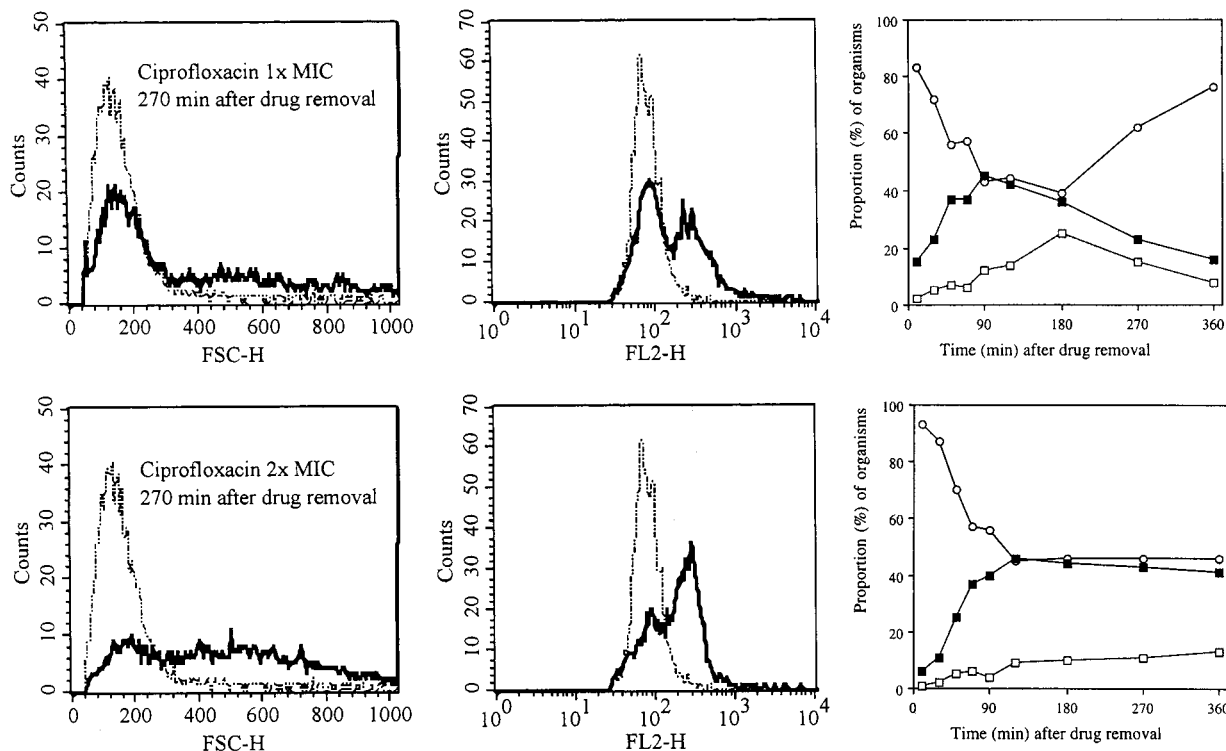 50
40
30
20
10
0
Counts
Ciprofloxacin 1x MIC
270 min after drug removal
0 200 400 600 800 1000
FSC-H
70
60
50
40
30
20
10
0
Counts
10^1 10^2 10^3 10^4
FL2-H
100
80
60
40
20
0
Proportion (%) of organisms
0 90 180 270 360
Time (min) after drug removal
50
40
30
20
10
0
Counts
Ciprofloxacin 2x MIC
270 min after drug removal
0 200 400 600 800 1000
FSC-H
70
60
50
40
30
20
10
0
Counts
10^0 10^1 10^2 10^3 10^4
FL2-H
100
80
60
40
20
0
Proportion (%) of organisms
0 90 180 270 360
Time (min) after drug removal